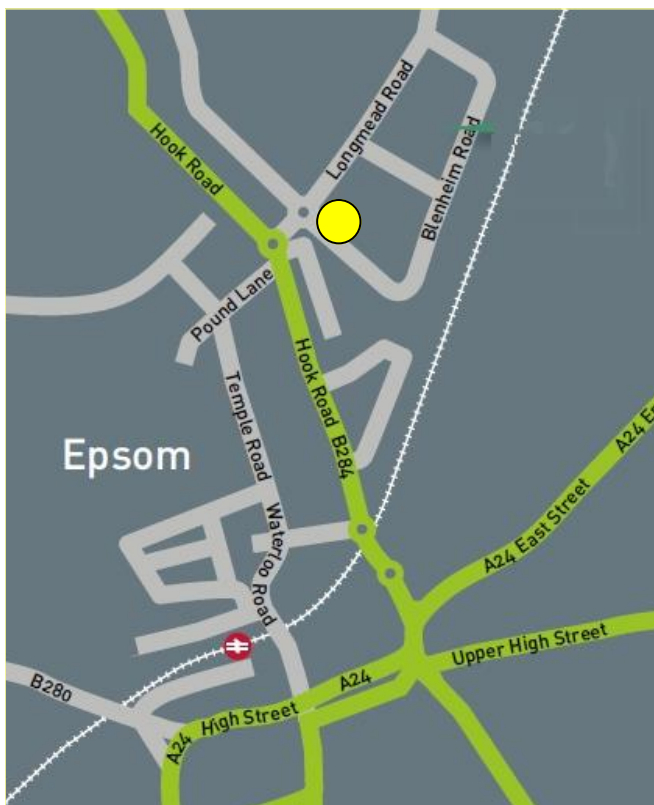 Longmead Road
Hook Road
Blenheim Road
Pound Lane
Hook Road B284
Temple Road
A24 Ea
Epsom
A24 East Street
Waterloo Road
Upper High Street
B280
A24
High Street
A24